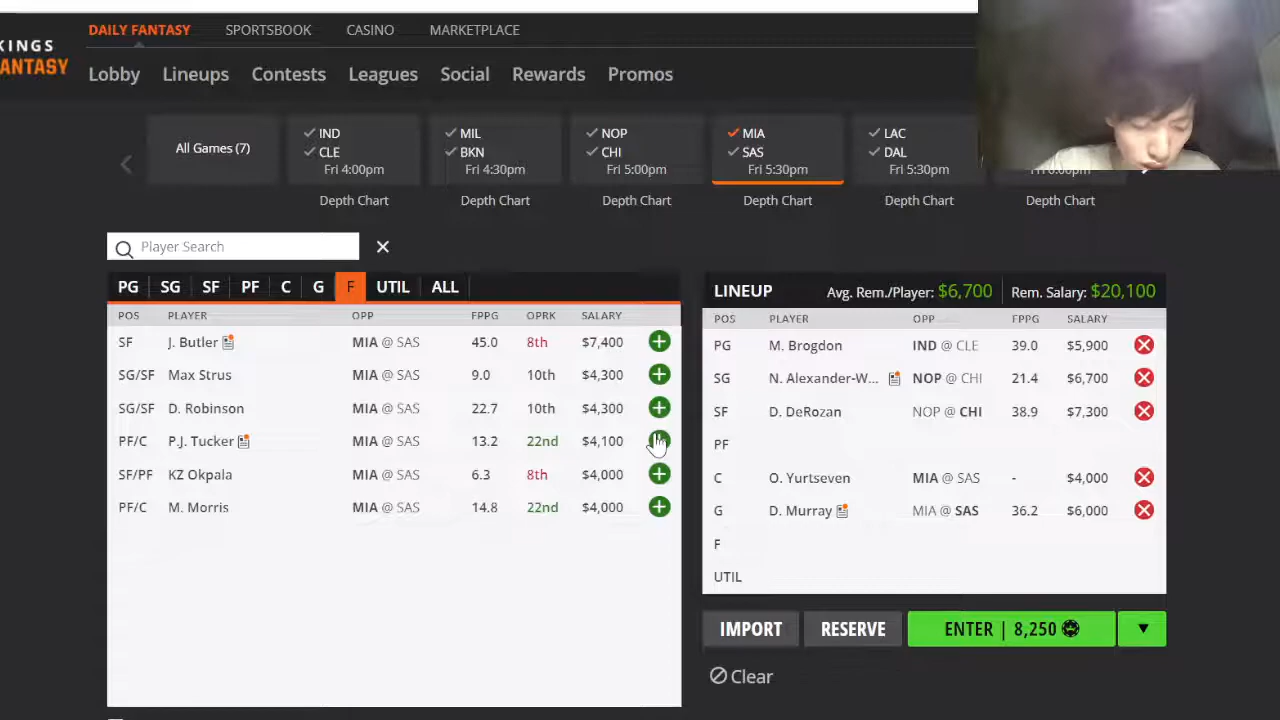 DAILY FANTASY SPORTSBOOK CASINO MARKETPLACE
KINGS
FANTASY
Lobby Lineups Contests Leagues Social Rewards Promos
All Games (7)
IND
CLE
Fri 4:00pm
MIL
BKN
Fri 4:30pm
NOP
CHI
Fri 5:00pm
MIA
SAS
Fri 5:30pm
LAC
DAL
Fri 5:30pm
Depth Chart Depth Chart Depth Chart Depth Chart Depth Chart Depth Chart
Player Search
PG SG SF PF C G F UTIL ALL
POS PLAYER OPP FPPG OPRK SALARY
SF J. Butler MIA @ SAS 45.0 8th $7,400
SG/SF Max Strus MIA @ SAS 9.0 10th $4,300
SG/SF D. Robinson MIA @ SAS 22.7 10th $4,300
PF/C P.J. Tucker MIA @ SAS 13.2 22nd $4,100
SF/PF KZ Okpala MIA @ SAS 6.3 8th $4,000
PF/C M. Morris MIA @ SAS 14.8 22nd $4,000
LINEUP Avg. Rem./Player: $6,700 Rem. Salary: $20,100
POS PLAYER OPP FPPG SALARY
PG M. Brogdon IND @ CLE 39.0 $5,900
SG N. Alexander-W... NOP @ CHI 21.4 $6,700
SF D. DeRozan NOP @ CHI 38.9 $7,300
PF
C O. Yurtseven MIA @ SAS - $4,000
G D. Murray MIA @ SAS 36.2 $6,000
F
UTIL
IMPORT RESERVE ENTER | 8,250
Clear